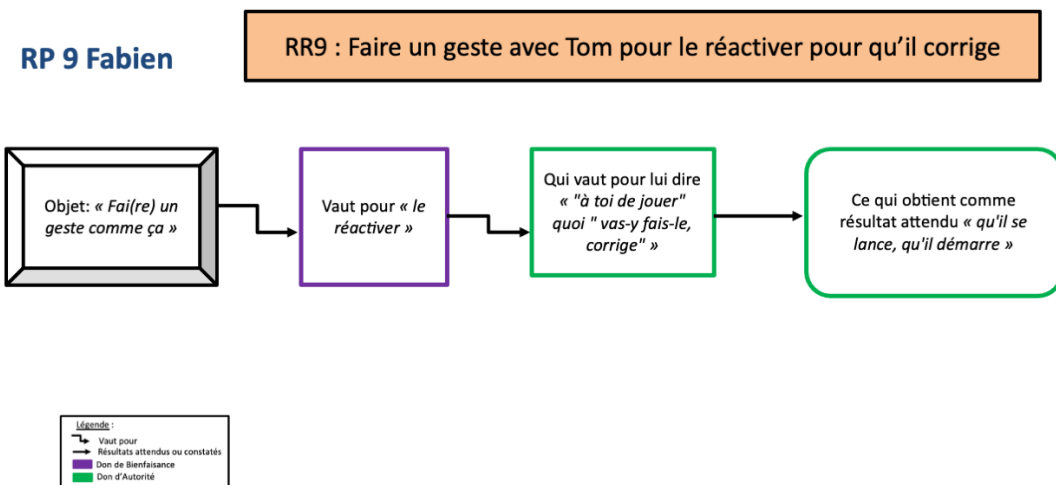 RP 9 Fabien
RR9 : Faire un geste avec Tom pour le réactiver pour qu’il corrige
Objet: « Fai(re) un
geste comme ça »
Vaut pour « le
réactiver »
Qui vaut pour lui dire
« "à toi de jouer"
quoi " vas-y fais-le,
corrige" »
Ce qui obtient comme
résultat attendu « qu'il se
lance, qu'il démarre »
Légende :
Vaut pour
Résultats attendus ou constatés
Don de Bienfaisance
Don d’Autorité